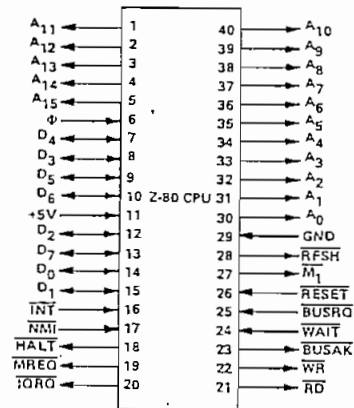 A11 1 40 A10
A12 2 39 A9
A13 3 38 A8
A14 4 37 A7
A15 5 36 A6
Φ 6 35 A5
D4 7 34 A4
D3 8 33 A3
D5 9 32 A2
D6 10 Z-80 CPU 31 A1
+5V 11 30 A0
D2 12 29 GND
D7 13 28 RFSH
D0 14 27 M1
D1 15 26 RESET
INT 16 25 BUSRQ
NMI 17 24 WAIT
HALT 18 23 BUSAK
MREQ 19 22 WR
IORQ 20 21 RD